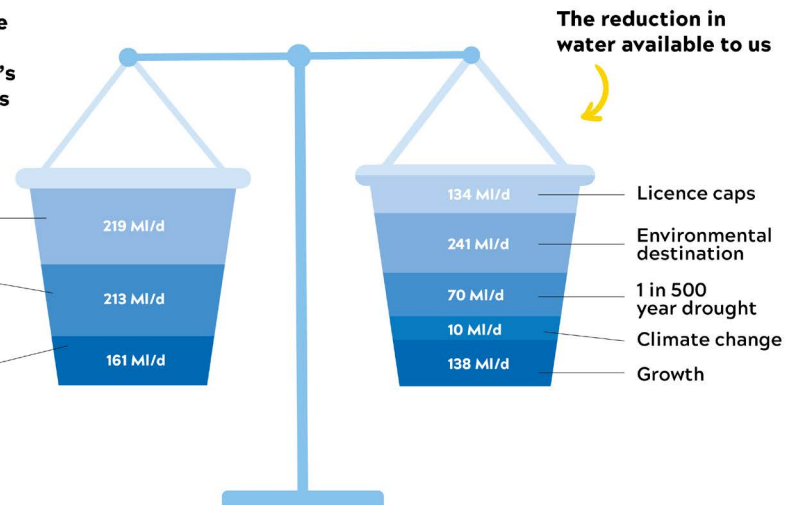 e
's
s
The reduction in
water available to us
219 Ml/d
213 Ml/d
161 Ml/d
134 Ml/d
Licence caps
241 Ml/d
Environmental
destination
70 Ml/d
1 in 500
year drought
10 Ml/d
Climate change
138 Ml/d
Growth